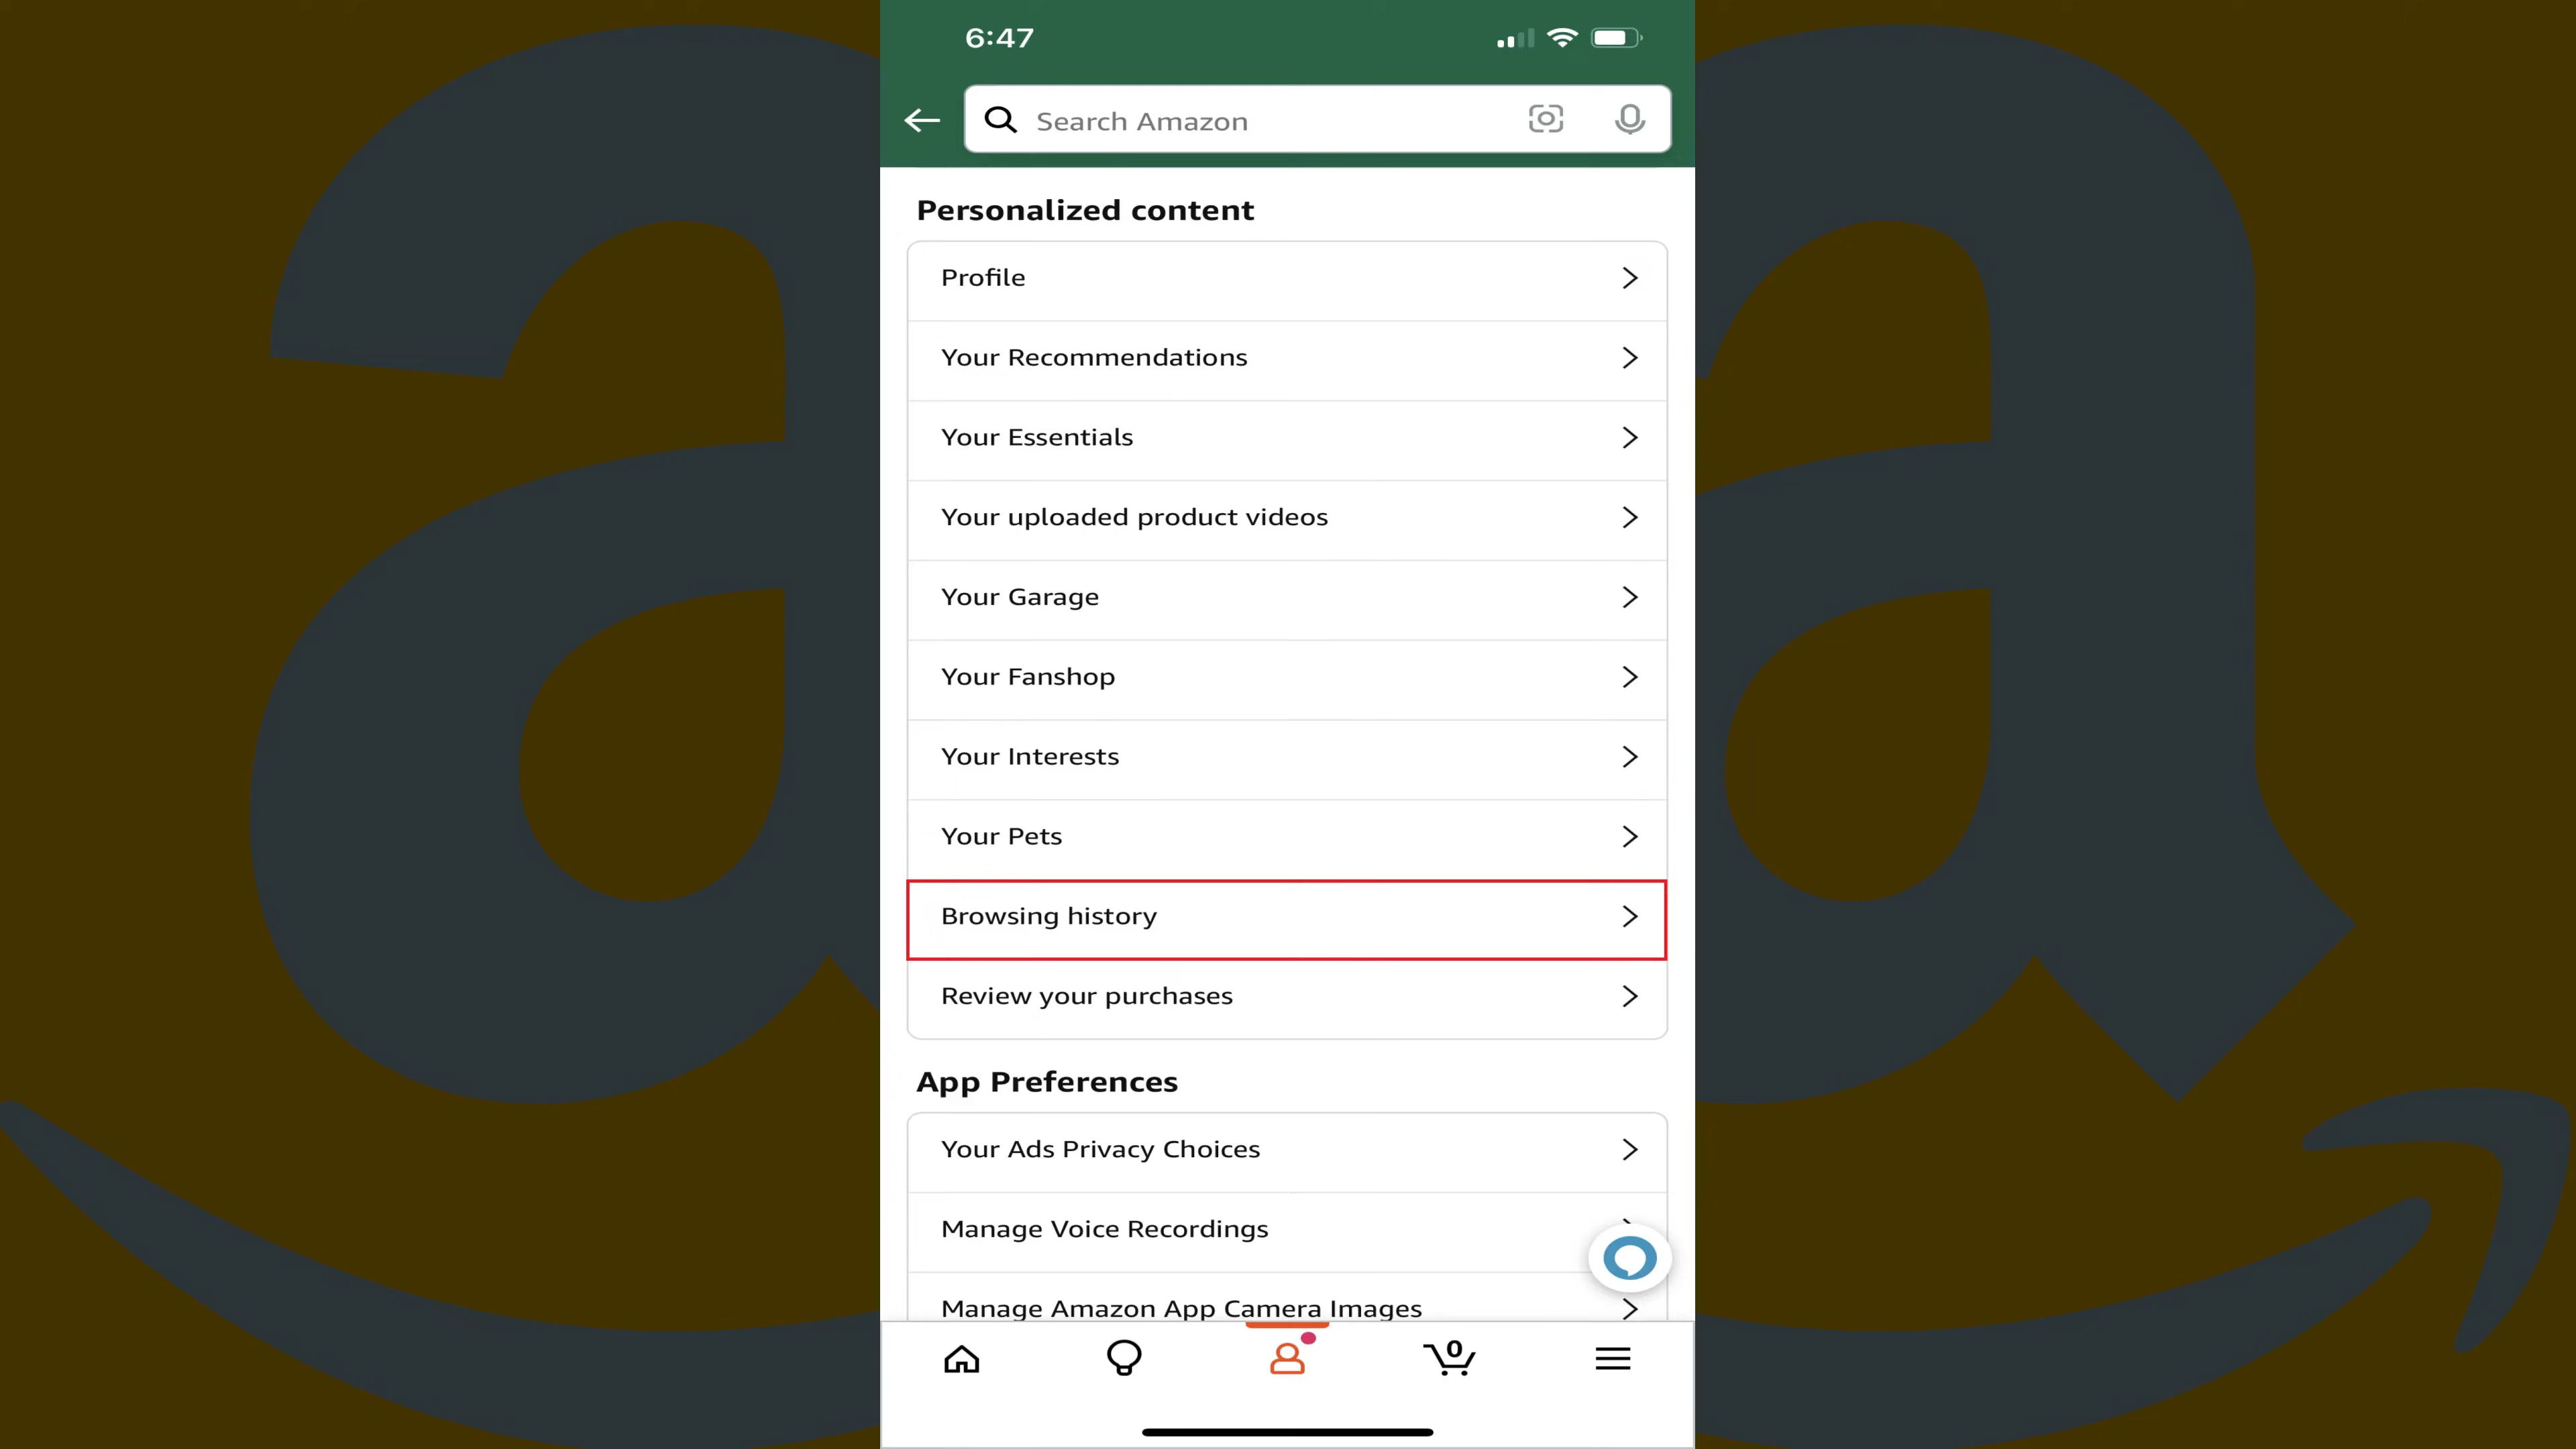 6:47
Search Amazon
Personalized content
Profile
Your Recommendations
Your Essentials
Your uploaded product videos
Your Garage
Your Fanshop
Your Interests
Your Pets
Browsing history
Review your purchases
App Preferences
Your Ads Privacy Choices
Manage Voice Recordings
Manage Amazon App Camera Images
0